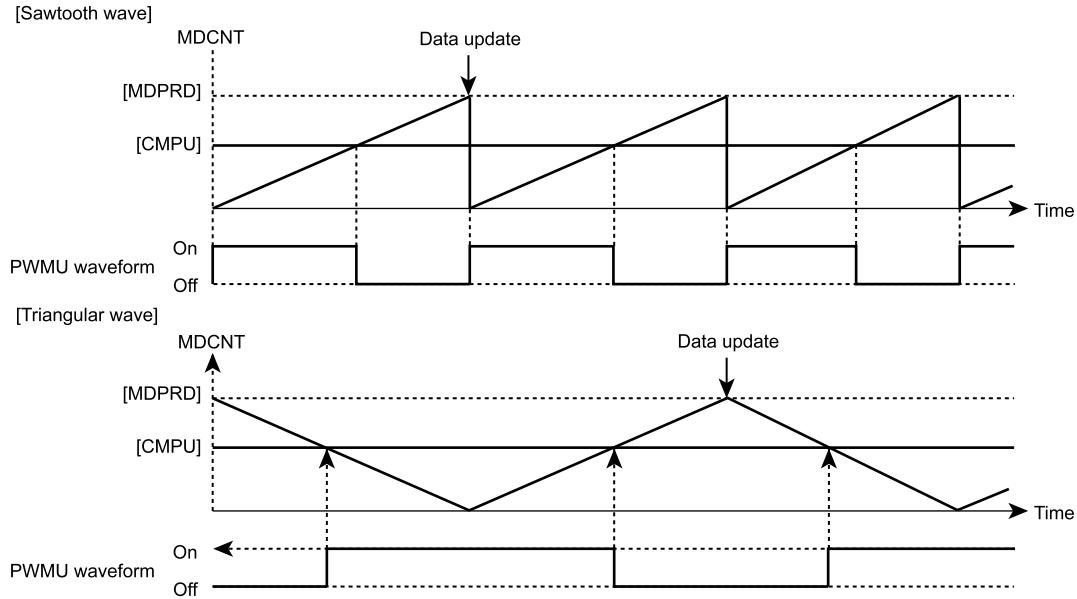 [Sawtooth wave]
MDCNT
Data update
[MDPRD]
[CMPU]
Time
On
PWMU waveform
Off
[Triangular wave]
MDCNT
Data update
[MDPRD]
[CMPU]
Time
On
PWMU waveform
Off